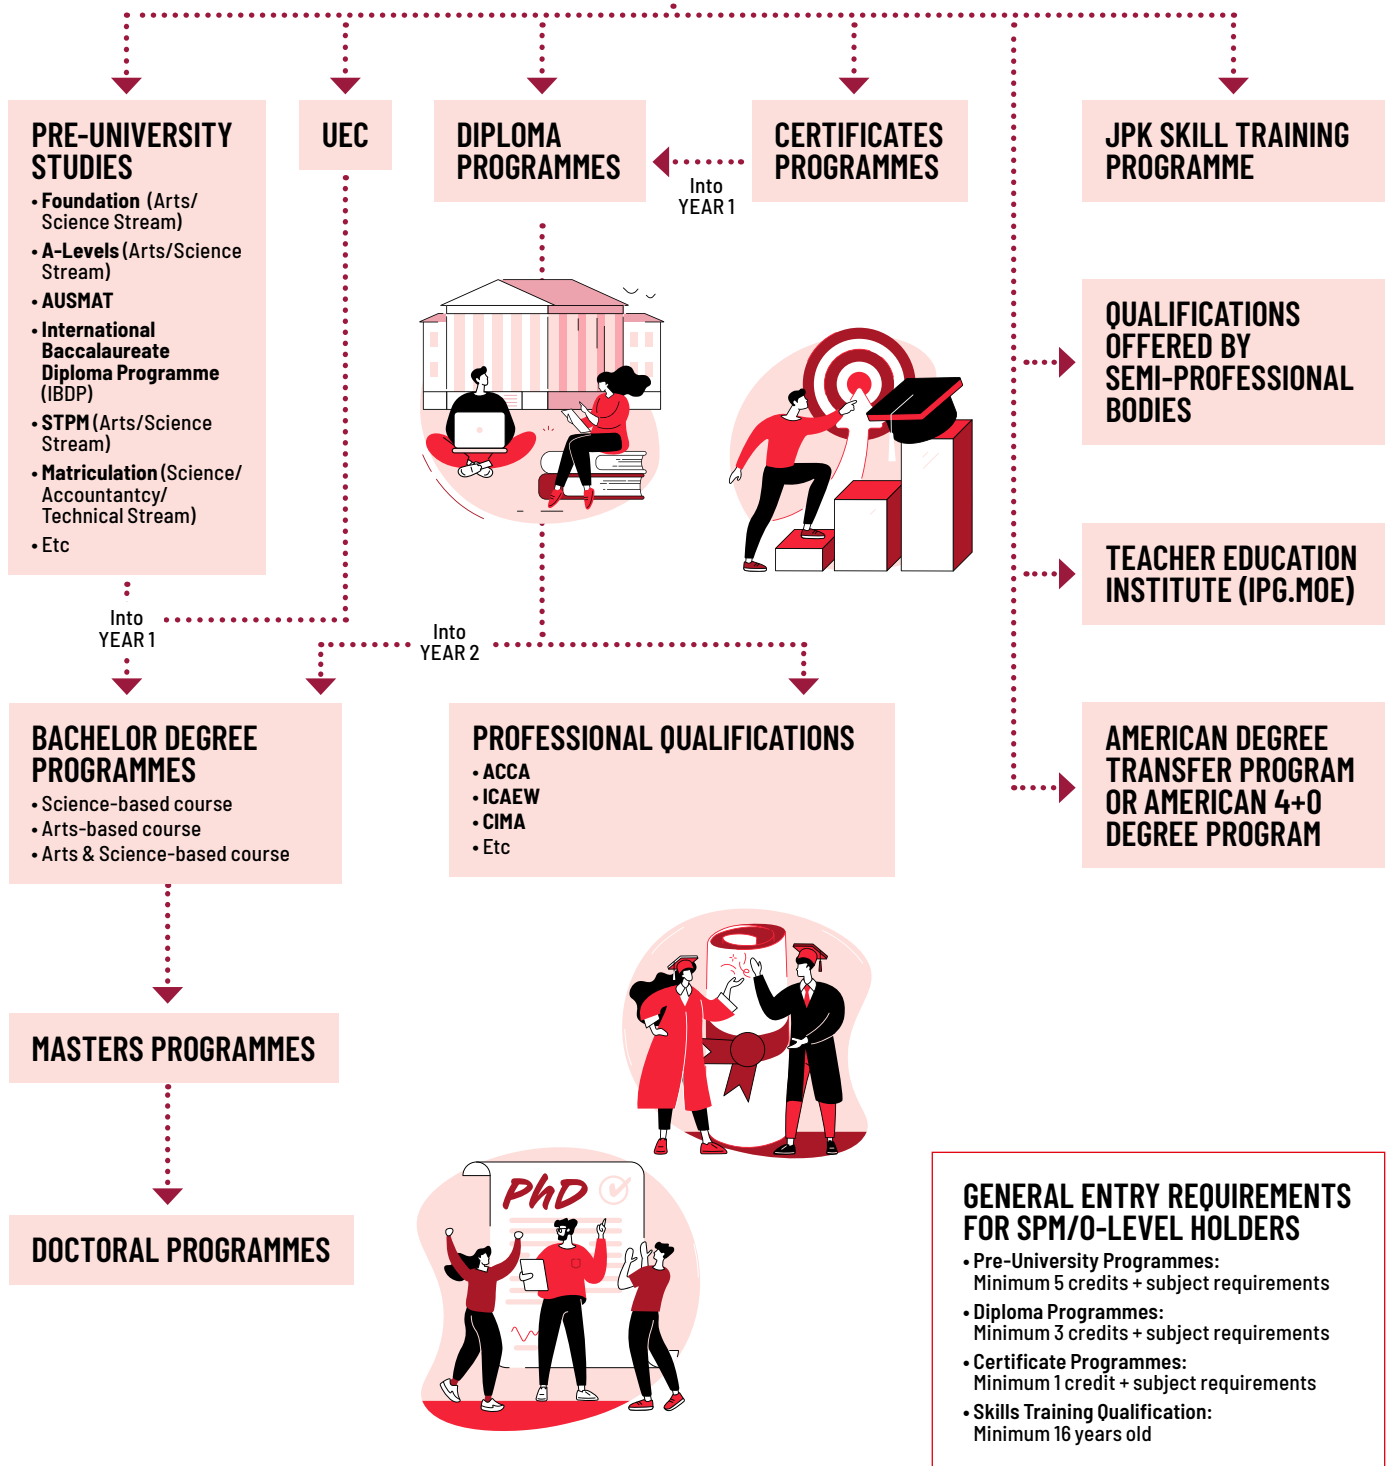 PRE-UNIVERSITY
STUDIES
• Foundation (Arts/
Science Stream)
• A-Levels (Arts/Science
Stream)
• AUSMAT
• International
Baccalaureate
Diploma Programme
(IBDP)
• STPM (Arts/Science
Stream)
• Matriculation (Science/
Accountantcy/
Technical Stream)
• Etc
UEC
DIPLOMA
PROGRAMMES
Into
YEAR 1
CERTIFICATES
PROGRAMMES
JPK SKILL TRAINING
PROGRAMME
QUALIFICATIONS
OFFERED BY
SEMI-PROFESSIONAL
BODIES
TEACHER EDUCATION
INSTITUTE (IPG.MOE)
AMERICAN DEGREE
TRANSFER PROGRAM
OR AMERICAN 4+0
DEGREE PROGRAM
Into
YEAR 1
Into
YEAR 2
BACHELOR DEGREE
PROGRAMMES
• Science-based course
• Arts-based course
• Arts & Science-based course
PROFESSIONAL QUALIFICATIONS
• ACCA
• ICAEW
• CIMA
• Etc
MASTERS PROGRAMMES
DOCTORAL PROGRAMMES
PhD
GENERAL ENTRY REQUIREMENTS
FOR SPM/O-LEVEL HOLDERS
• Pre-University Programmes:
Minimum 5 credits + subject requirements
• Diploma Programmes:
Minimum 3 credits + subject requirements
• Certificate Programmes:
Minimum 1 credit + subject requirements
• Skills Training Qualification:
Minimum 16 years old